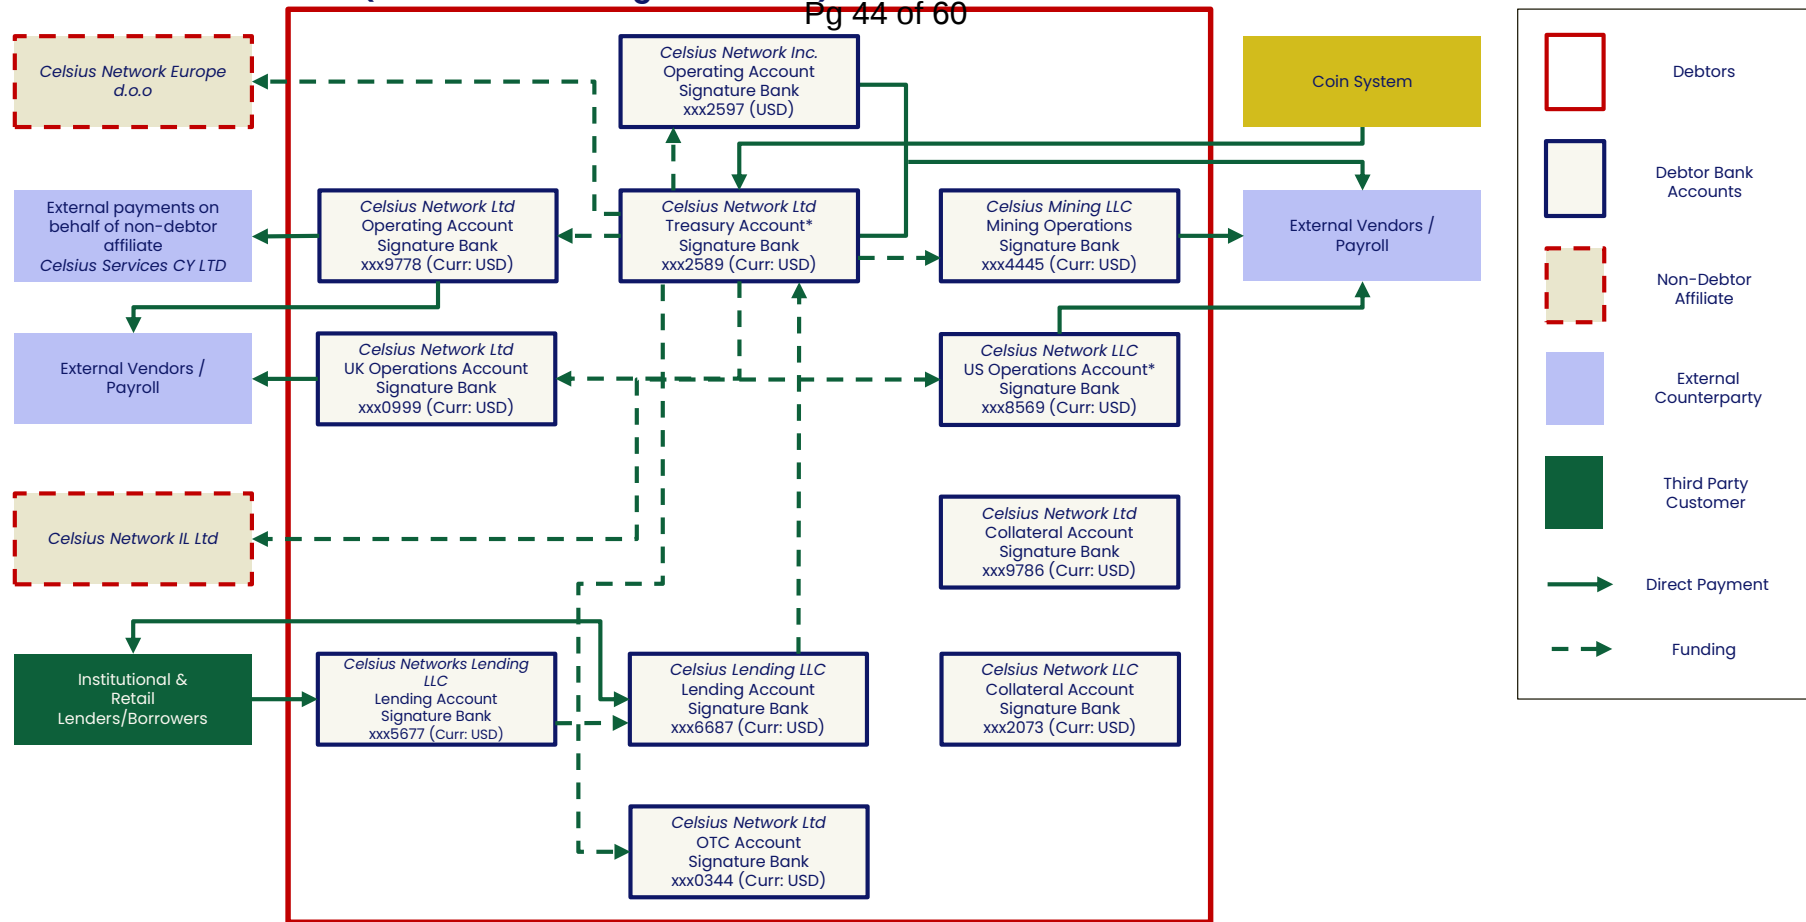 Pg 44 of 60
Celsius Network Europe
d.o.o
Celsius Network Inc.
Operating Account
Signature Bank
xxx2597 (USD)
Coin System
External payments on
behalf of non-debtor
affiliate
Celsius Services CY LTD
Celsius Network Ltd
Operating Account
Signature Bank
xxx9778 (Curr: USD)
Celsius Network Ltd
Treasury Account*
Signature Bank
xxx2589 (Curr: USD)
Celsius Mining LLC
Mining Operations
Signature Bank
xxx4445 (Curr: USD)
External Vendors /
Payroll
External Vendors /
Payroll
Celsius Network Ltd
UK Operations Account
Signature Bank
xxx0999 (Curr: USD)
Celsius Network LLC
US Operations Account*
Signature Bank
xxx8569 (Curr: USD)
Celsius Network IL Ltd
Celsius Network Ltd
Collateral Account
Signature Bank
xxx9786 (Curr: USD)
Institutional &
Retail
Lenders/Borrowers
Celsius Networks Lending
LLC
Lending Account
Signature Bank
xxx5677 (Curr: USD)
Celsius Lending LLC
Lending Account
Signature Bank
xxx6687 (Curr: USD)
Celsius Network LLC
Collateral Account
Signature Bank
xxx2073 (Curr: USD)
Celsius Network Ltd
OTC Account
Signature Bank
xxx0344 (Curr: USD)
Debtors
Debtor Bank
Accounts
Non-Debtor
Affiliate
External
Counterparty
Third Party
Customer
Direct Payment
Funding